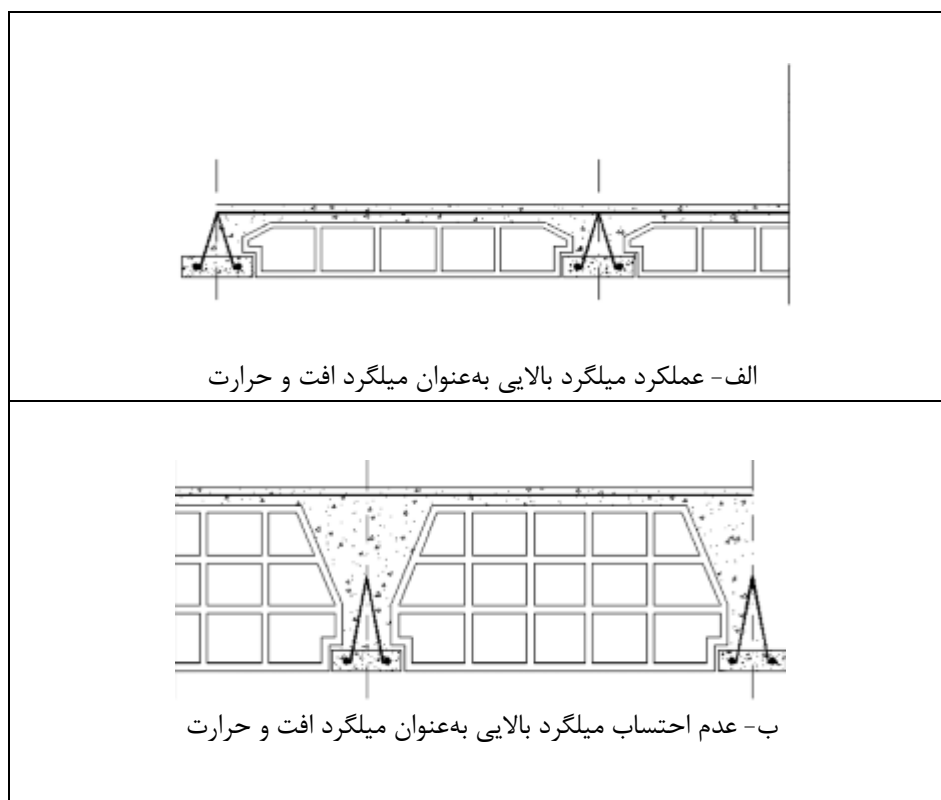 الف- عملکرد میلگرد بالایی به‌عنوان میلگرد افت و حرارت
ب- عدم احتساب میلگرد بالایی به‌عنوان میلگرد افت و حرارت